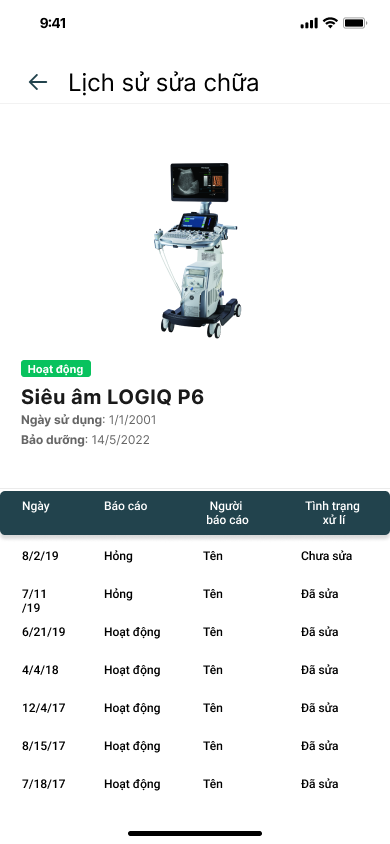 9:41
Lịch sử sửa chữa
Hoạt động
Siêu âm LOGIQ P6
Ngày sử dụng: 1/1/2001
Bảo dưỡng: 14/5/2022
Ngày Báo cáo Người báo cáo Tình trạng xử lí
8/2/19 Hỏng Tên Chưa sửa
7/11 Hỏng Tên Đã sửa
/19
6/21/19 Hoạt động Tên Đã sửa
4/4/18 Hoạt động Tên Đã sửa
12/4/17 Hoạt động Tên Đã sửa
8/15/17 Hoạt động Tên Đã sửa
7/18/17 Hoạt động Tên Đã sửa